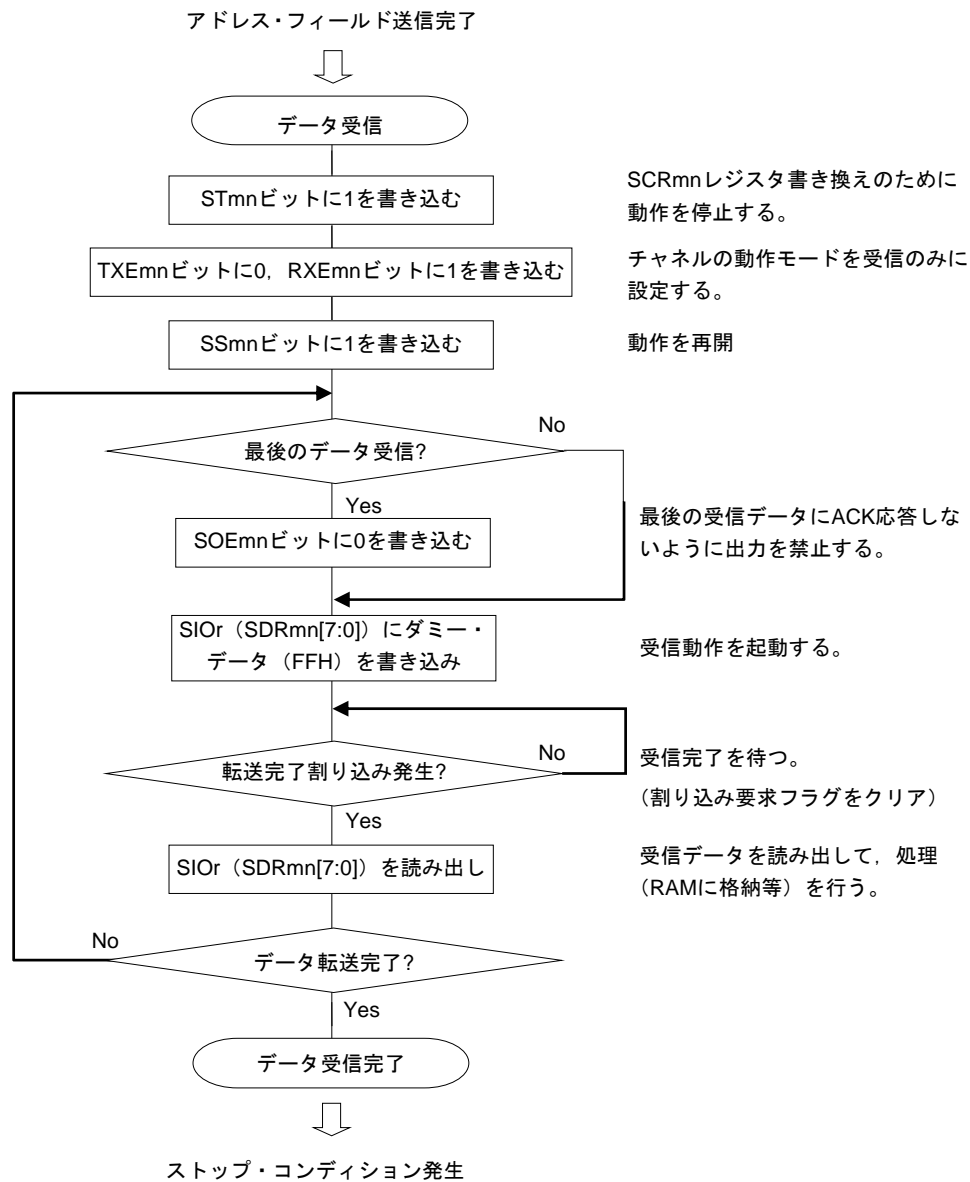 アドレス・フィールド送信完了
データ受信
STmnビットに1を書き込む
SCRmnレジスタ書き換えのために
動作を停止する。
TXEmnビットに0，RXEmnビットに1を書き込む
チャネルの動作モードを受信のみに
設定する。
SSmnビットに1を書き込む
動作を再開
最後のデータ受信?
No
Yes
SOEmnビットに0を書き込む
最後の受信データにACK応答しな
いように出力を禁止する。
SIOr（SDRmn[7:0]）にダミー・
データ（FFH）を書き込み
受信動作を起動する。
転送完了割り込み発生?
No
受信完了を待つ。
（割り込み要求フラグをクリア）
Yes
SIOr（SDRmn[7:0]）を読み出し
受信データを読み出して，処理
（RAMに格納等）を行う。
No
データ転送完了?
Yes
データ受信完了
ストップ・コンディション発生